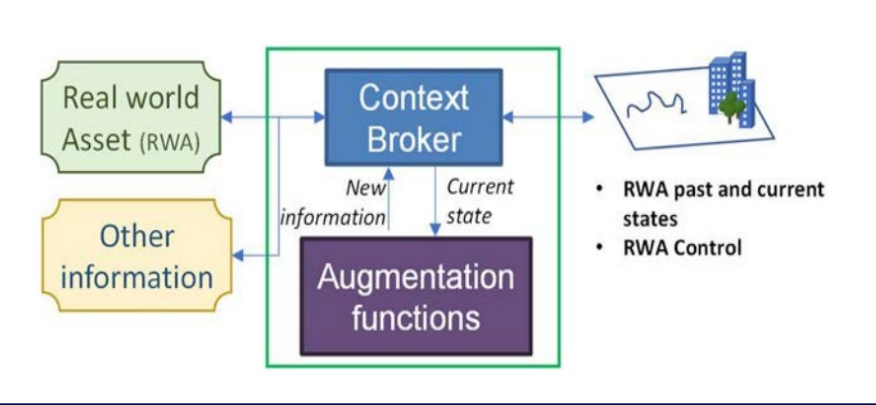 Real world
Asset (RWA)
Context
Broker
New
information
Current
state
Other
information
Augmentation
functions
• RWA past and current
states
• RWA Control